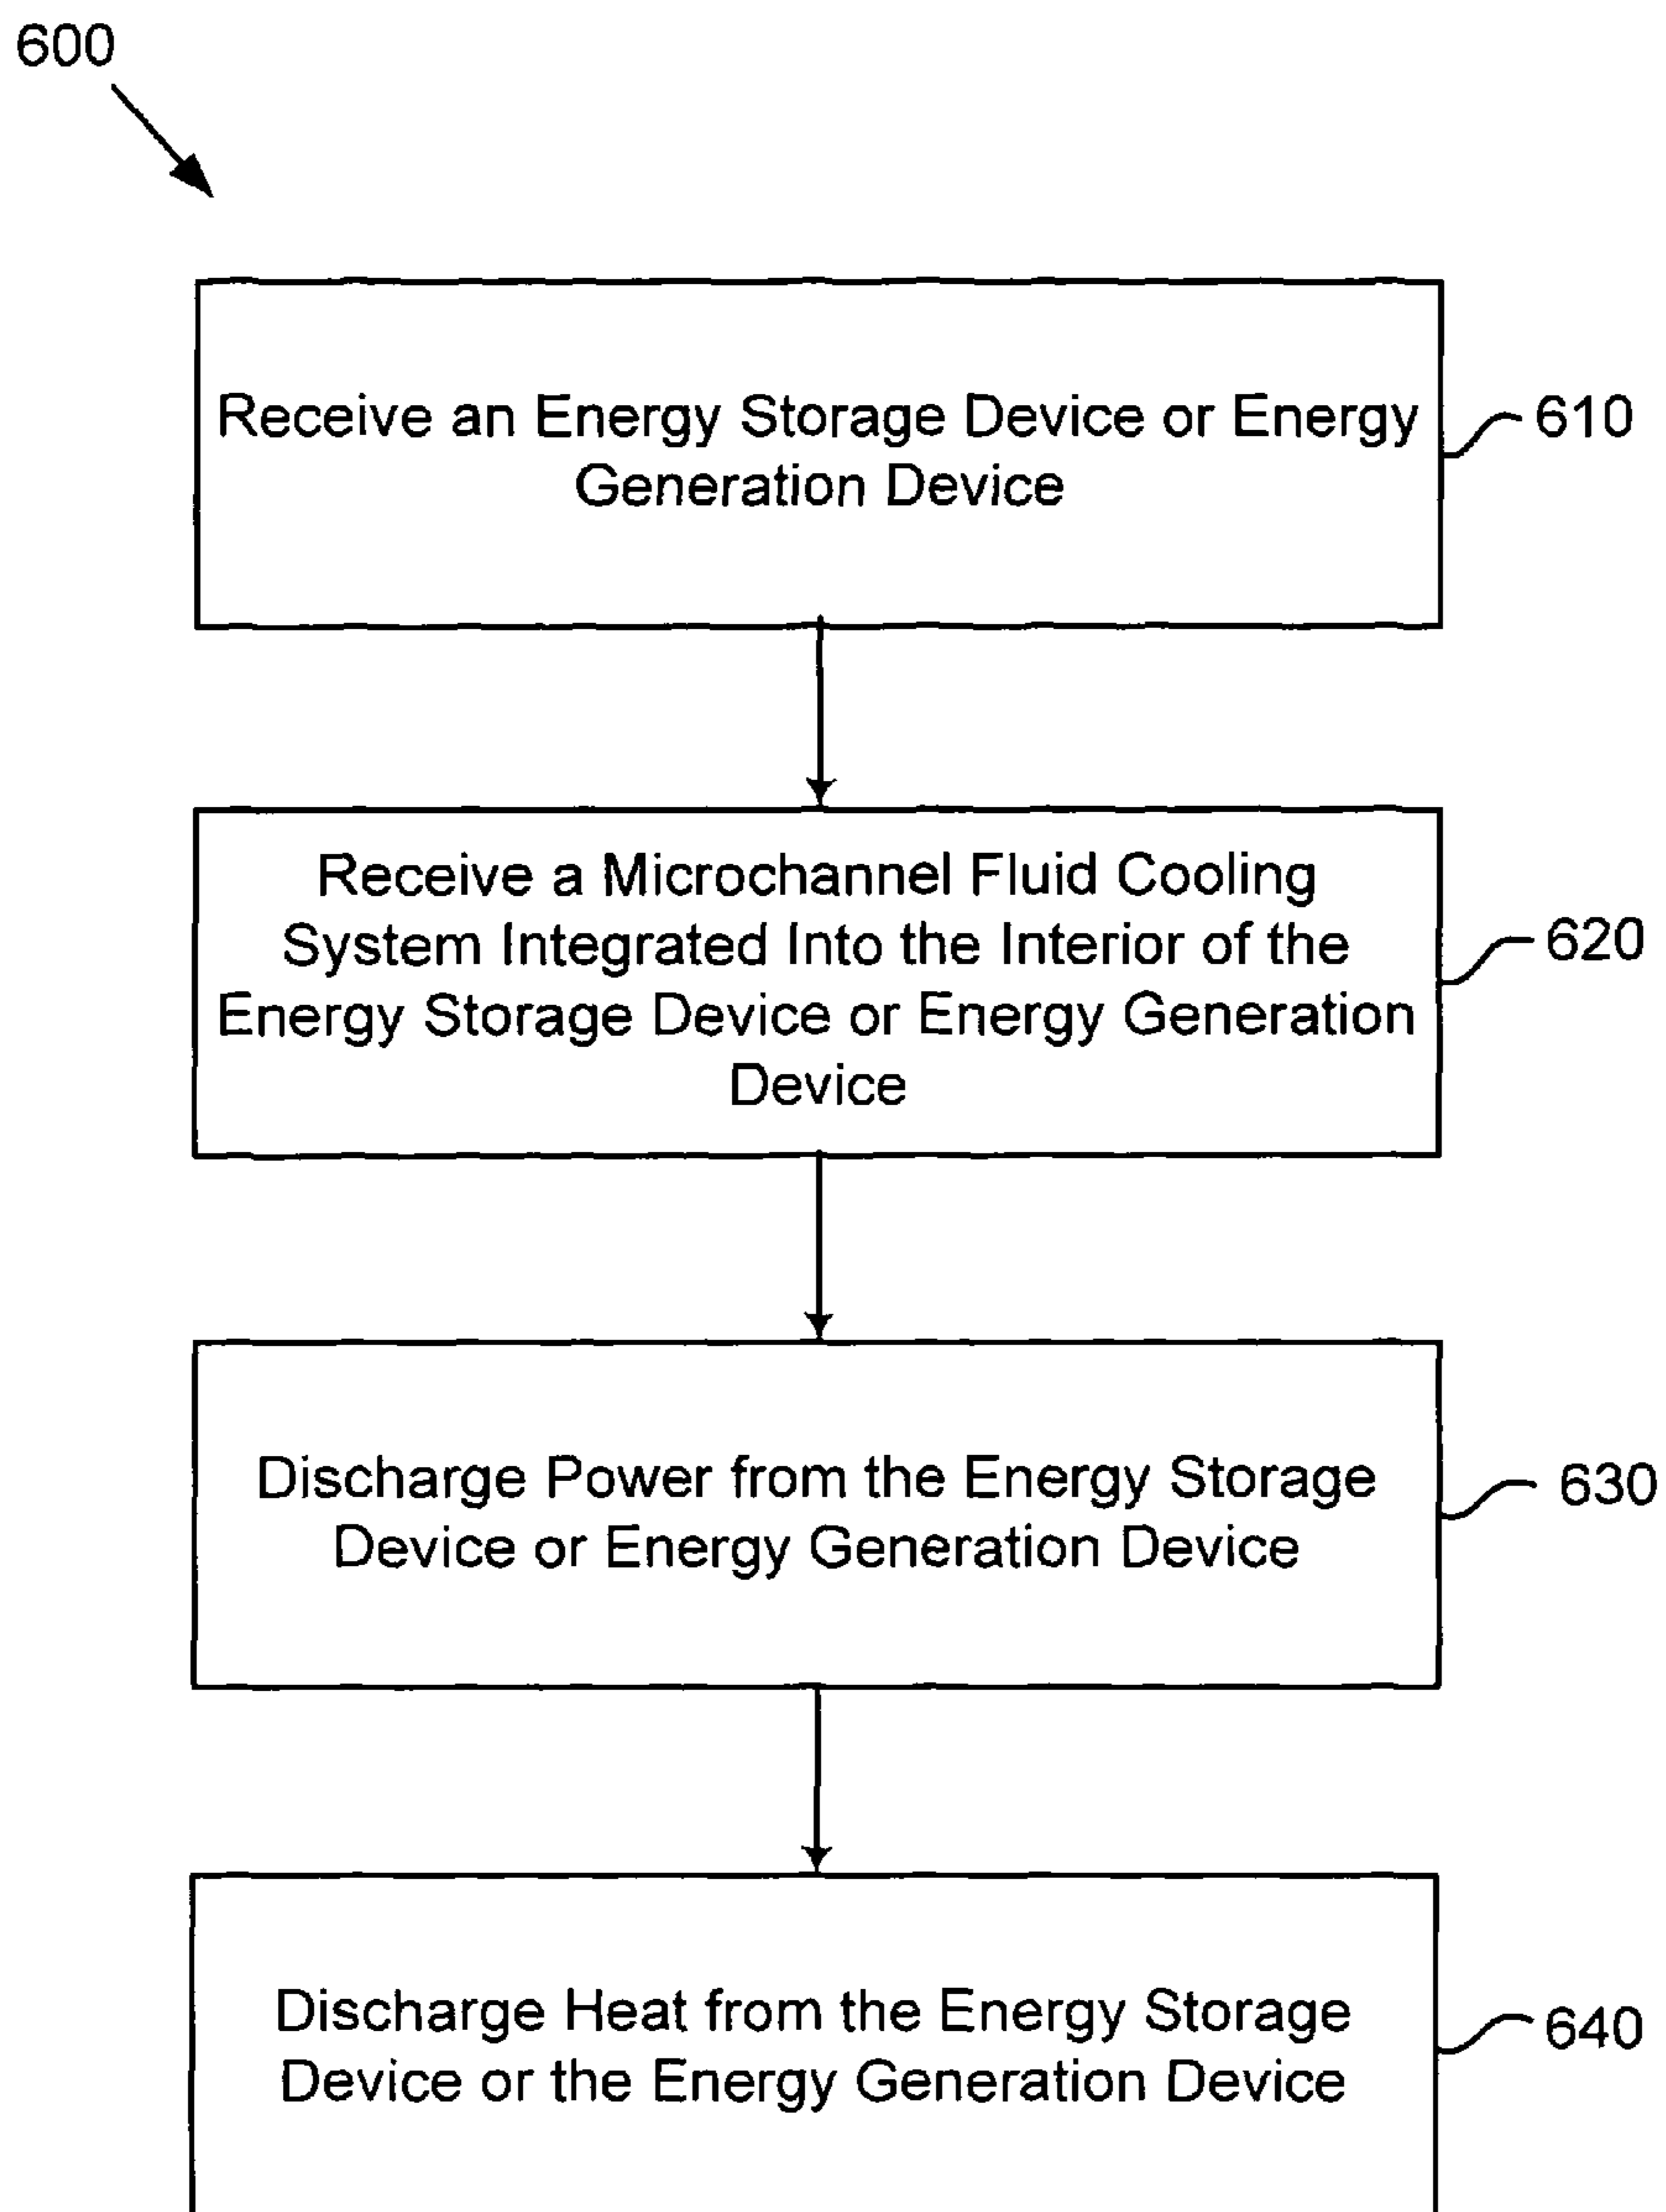 600
Receive an Energy Storage Device or Energy
Generation Device
610
Receive a Microchannel Fluid Cooling
System Integrated Into the Interior of the
Energy Storage Device or Energy Generation
Device
620
Discharge Power from the Energy Storage
Device or Energy Generation Device
630
Discharge Heat from the Energy Storage
Device or the Energy Generation Device
640